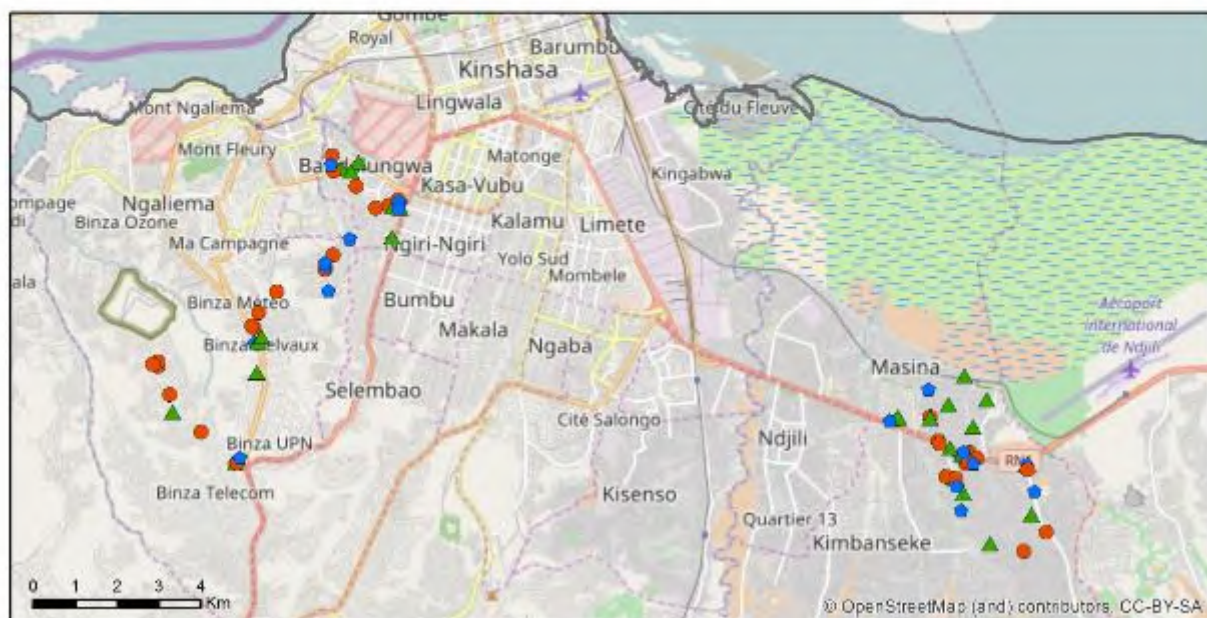 Gombe
Royal
Barumbu
Kinshasa
Mont Ngaliema
Lingwala
Cité du Fleuve
Mont Fleury
Matonge
Kingabwa
Kasa-Vubu
Ngaliema
ompage
di
Binza Ozone
Kalamu
Limete
Ma Campagne
Ngiri-Ngiri
Yolo Sud
Mombele
ala
Binza Météo
Bumbu
Makala
Aéroport
international
de Ndjili
Ngaba
Masina
Selembao
Cité Salongo
Ndjili
Binza UPN
Binza Telecom
Kisenso
Quartier 13
Kimbanseke
0 1 2 3 4
Km
© OpenStreetMap (and) contributors, CC-BY-SA